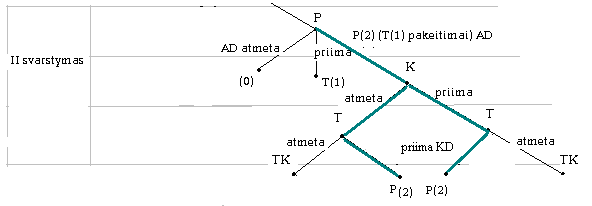 P
P(2) (T(1) pakeitimai) AD
AD atmeta
priima
II svarstymas
K
(0)
T(1)
atmeta
priima
T
T
atmeta
priima KD
atmeta
TK
TK
P(2)
P(2)